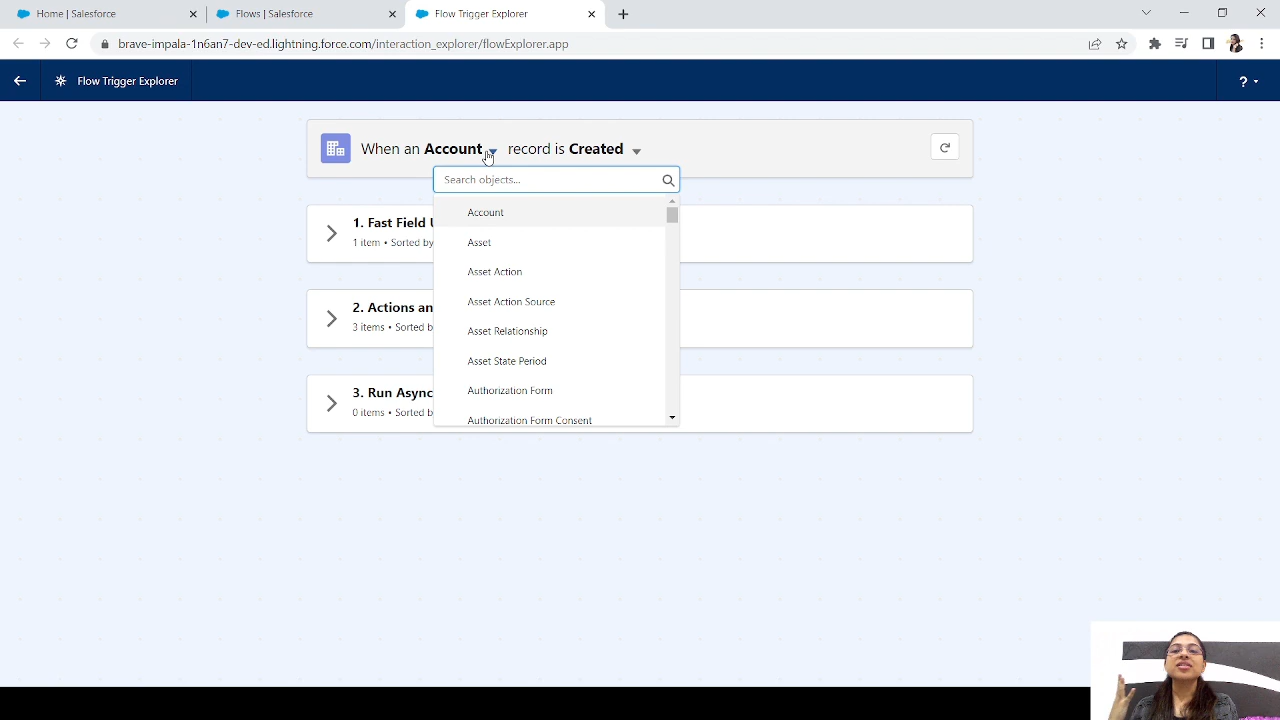 Home | Salesforce
Flows | Salesforce
Flow Trigger Explorer
brave-impala-1n6an7-dev-ed.lightning.force.com/interaction_explorer/flowExplorer.app
Flow Trigger Explorer
?
When an Account record is Created
Search objects...
Account
Asset
Asset Action
Asset Action Source
Asset Relationship
Asset State Period
Authorization Form
Authorization Form Consent
1. Fast Field
1 item • Sorted by
2. Actions an
3 items • Sorted b
3. Run Async
0 items • Sorted b